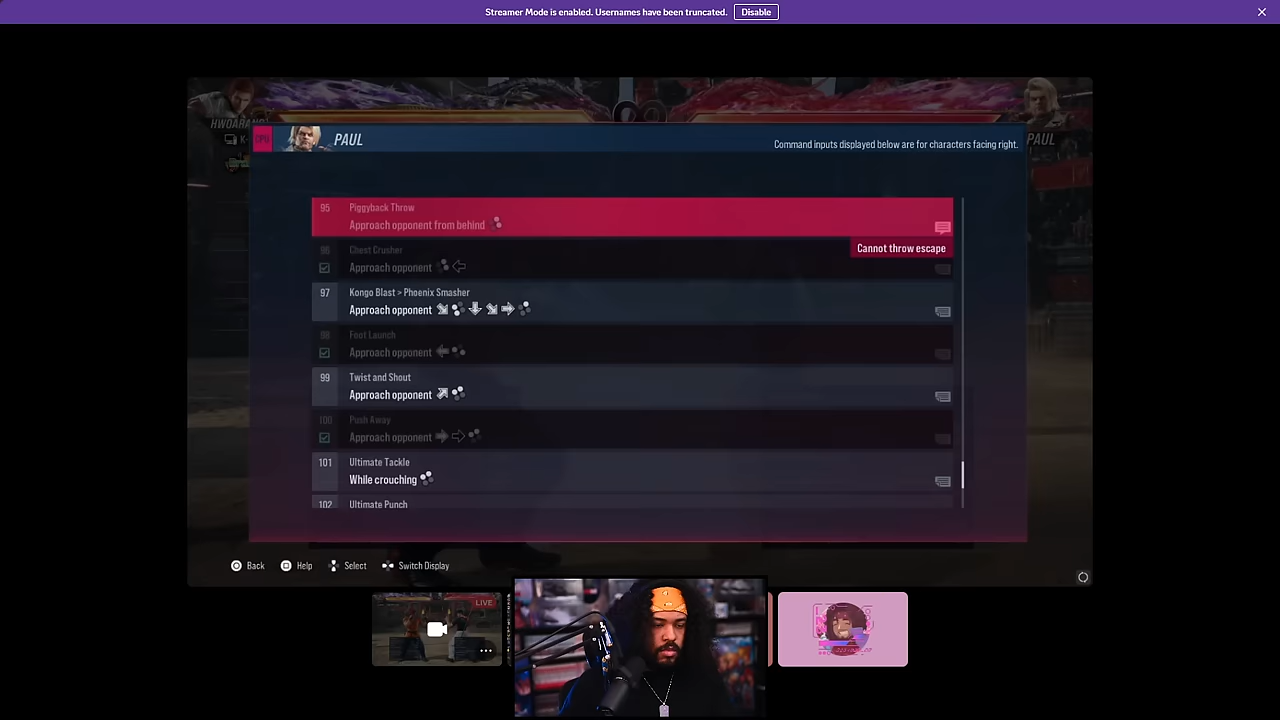 Streamer Mode is enabled. Usernames have been truncated. Disable
HWOARANG
PAUL
CPU
PAUL
Command inputs displayed below are for characters facing right.
95 Piggyback Throw
Approach opponent from behind
Cannot throw escape
96 Chest Crusher
Approach opponent
97 Kongo Blast > Phoenix Smasher
Approach opponent
98 Foot Launch
Approach opponent
99 Twist and Shout
Approach opponent
100 Push Away
Approach opponent
101 Ultimate Tackle
While crouching
102 Ultimate Punch
Back Help Select Switch Display
LIVE